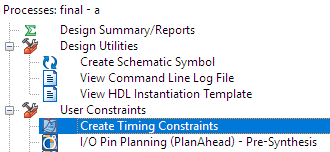 Processes: final - a
Design Summary/Reports
Design Utilities
Create Schematic Symbol
View Command Line Log File
View HDL Instantiation Template
User Constraints
Create Timing Constraints
I/O Pin Planning (PlanAhead) - Pre-Synthesis